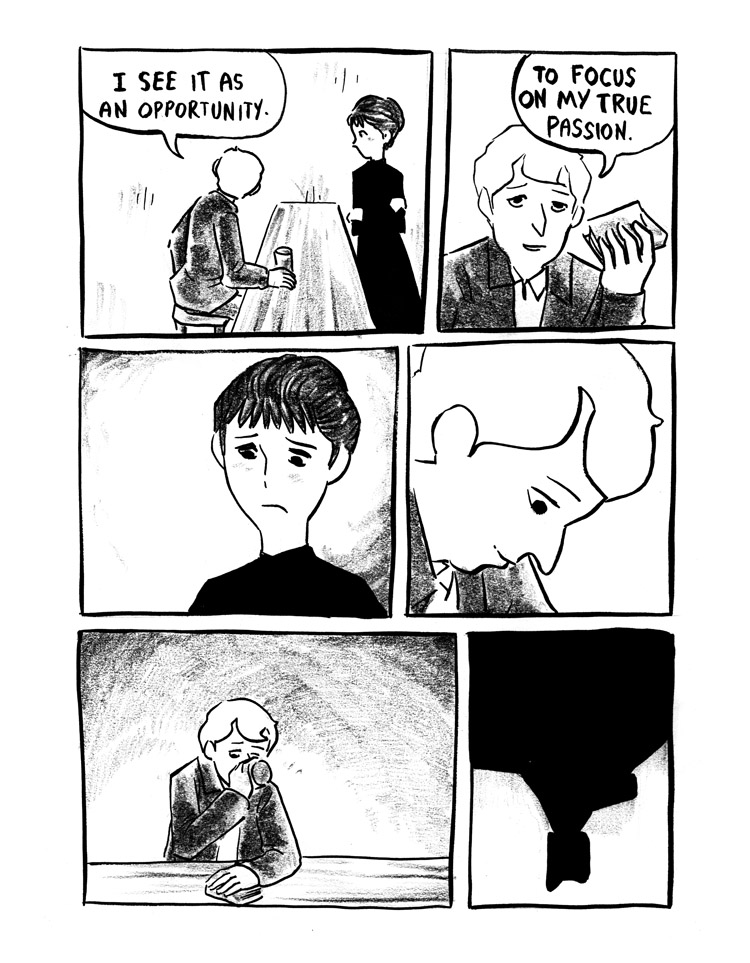 I SEE IT AS
AN OPPORTUNITY.
TO FOCUS
ON MY TRUE
PASSION.